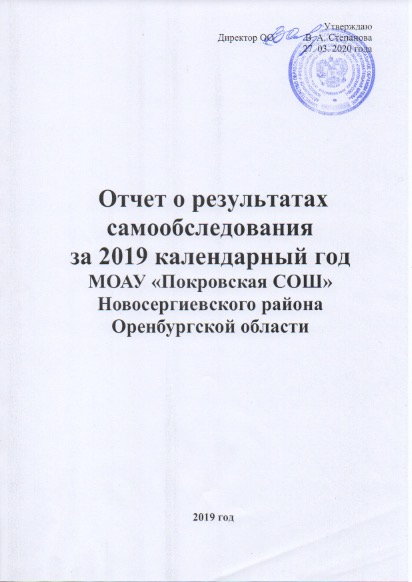 Утверждаю
Директор ОО В. А. Степанова
27. 03. 2020 года
Отчет о результатах
самообследования
за 2019 календарный год
МОАУ «Покровская СОШ»
Новосергиевского района
Оренбургской области
2019 год